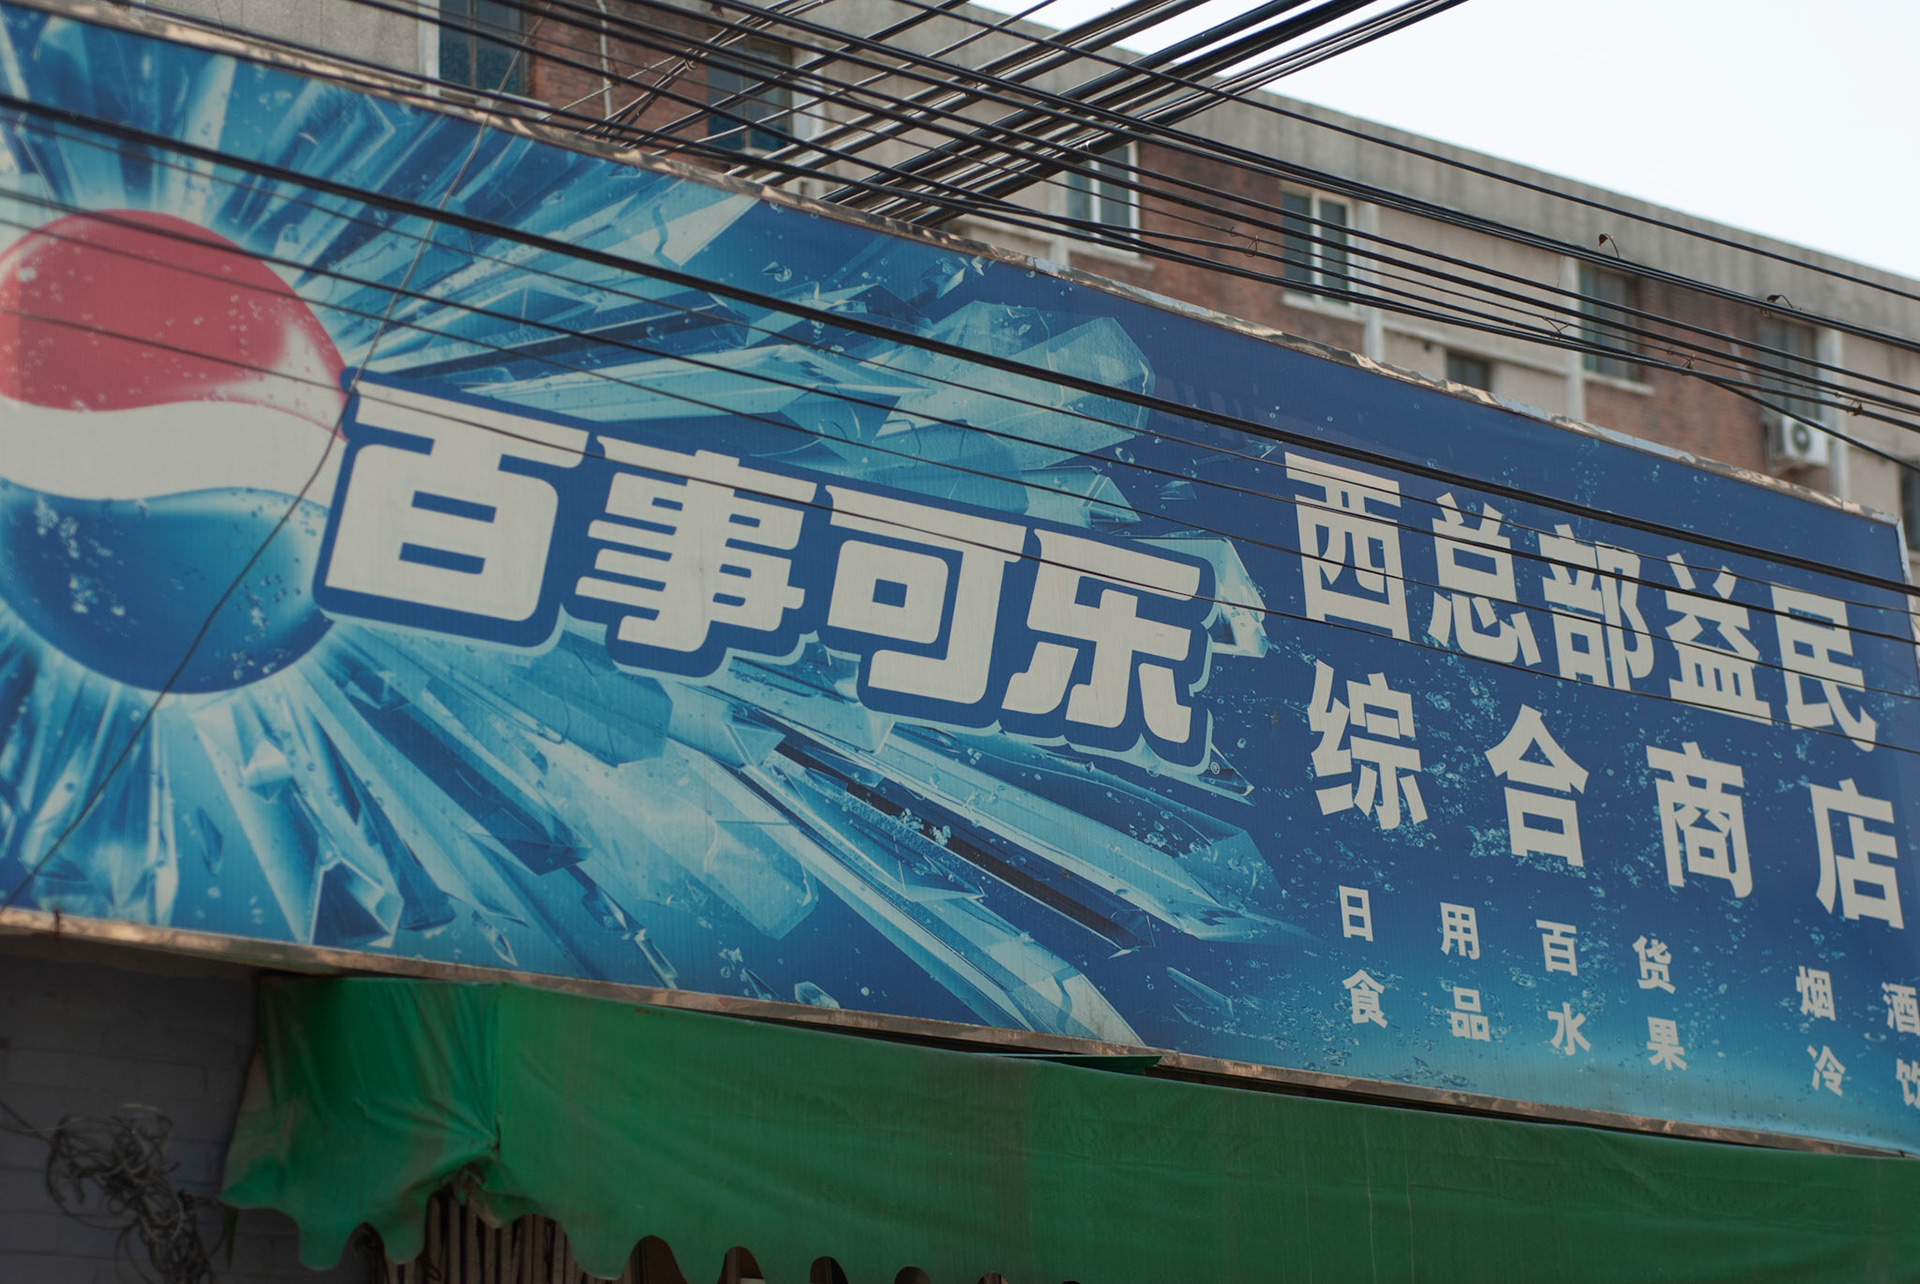 百事可乐
西总部益民
综合商店
日用百货 烟酒
食品水果 冷饮